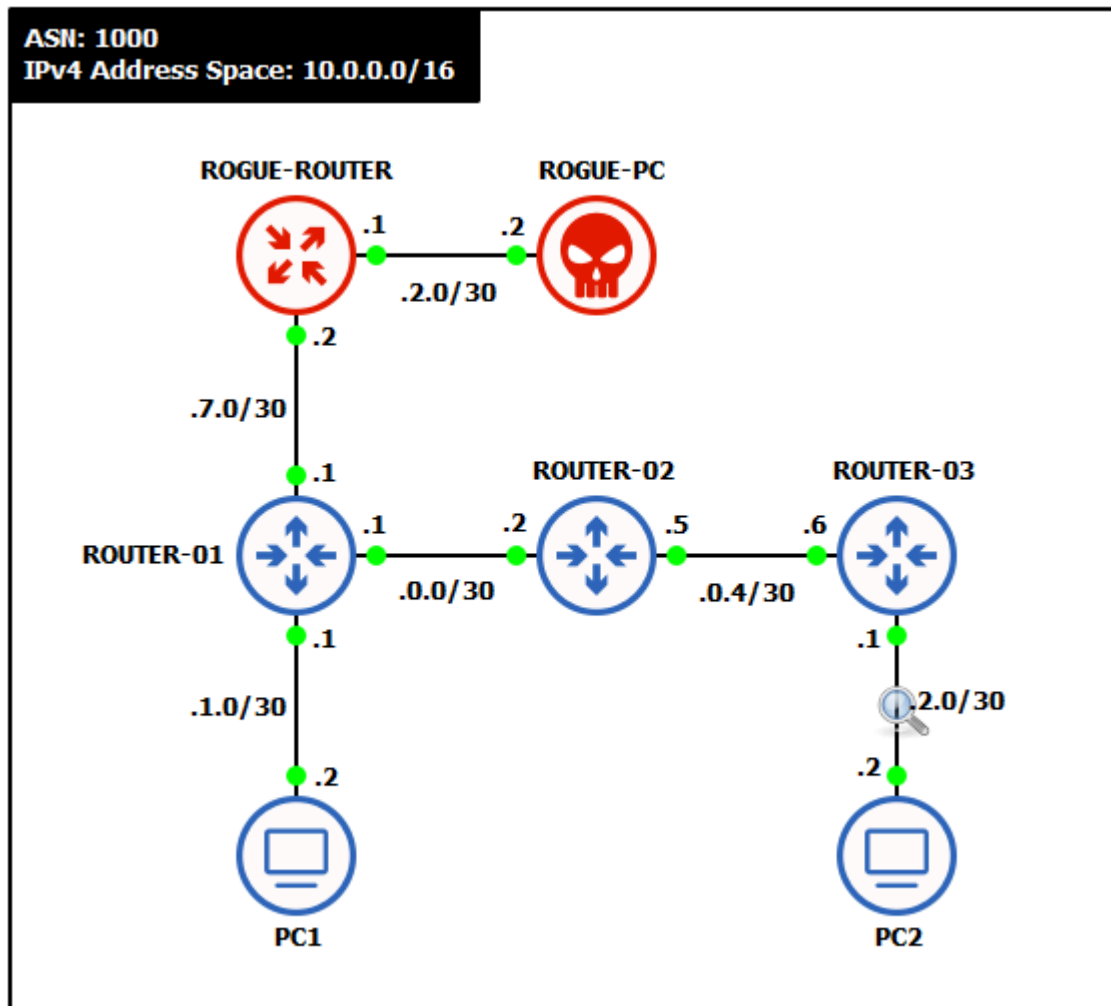 ASN: 1000
IPv4 Address Space: 10.0.0.0/16
ROGUE-ROUTER
ROGUE-PC
.1
.2
.2.0/30
.2
.7.0/30
.1
ROUTER-02
ROUTER-03
ROUTER-01
.1
.2
.5
.6
.0.0/30
.0.4/30
.1
.1
.1.0/30
.2.0/30
.2
.2
PC1
PC2